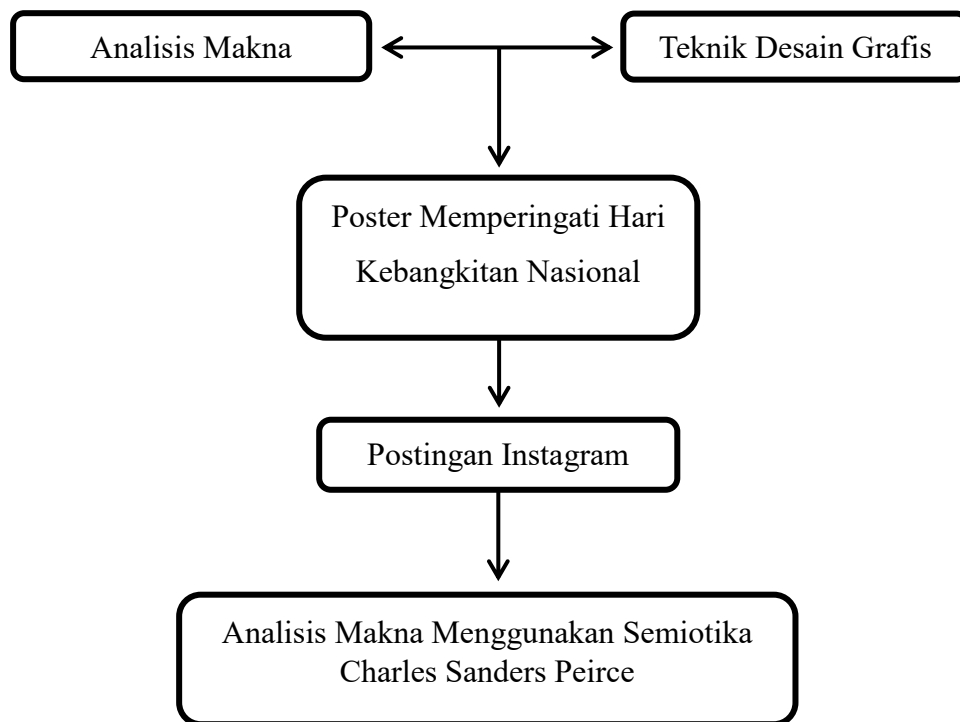 Analisis Makna
Teknik Desain Grafis
Poster Memperingati Hari
Kebangkitan Nasional
Postingan Instagram
Analisis Makna Menggunakan Semiotika
Charles Sanders Peirce